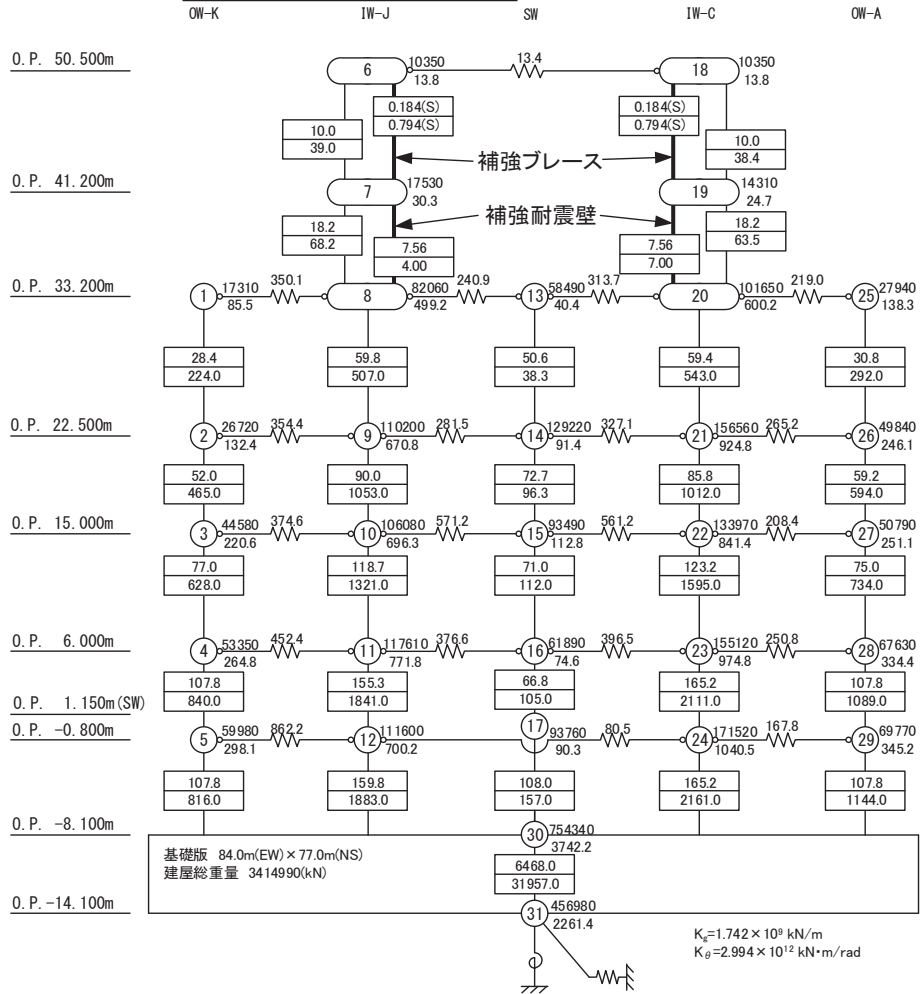 OW-K IW-J SW IW-C OW-A
O.P. 50.500m
6 10350 13.4 18 10350
13.8 13.8
0.184(S) 0.184(S)
0.794(S) 0.794(S)
10.0 10.0
39.0 38.4
補強ブレース
O.P. 41.200m
7 17530 19 14310
30.3 24.7
補強耐震壁
18.2 18.2
68.2 63.5
7.56 7.56
4.00 7.00
O.P. 33.200m
1 17310 350.1 8 82060 240.9 13 58490 313.7 20 101650 219.0 25 27940
85.5 499.2 40.4 600.2 138.3
28.4 59.8 50.6 59.4 30.8
224.0 507.0 38.3 543.0 292.0
O.P. 22.500m
2 26720 354.4 9 110200 281.5 14 129220 327.1 21 156560 265.2 26 49840
132.4 670.8 91.4 924.8 246.1
52.0 90.0 72.7 85.8 59.2
465.0 1053.0 96.3 1012.0 594.0
O.P. 15.000m
3 44580 374.6 10 106080 571.2 15 93490 561.2 22 133970 208.4 27 50790
220.6 696.3 112.8 841.4 251.1
77.0 118.7 71.0 123.2 75.0
628.0 1321.0 112.0 1595.0 734.0
O.P. 6.000m
4 53350 452.4 11 117610 376.6 16 61890 396.5 23 155120 250.8 28 67630
264.8 771.8 74.6 974.8 334.4
107.8 155.3 66.8 165.2 107.8
840.0 1841.0 105.0 2111.0 1089.0
O.P. 1.150m(SW)
O.P. -0.800m
5 59980 862.2 12 111600 17 93760 80.5 24 171520 167.8 29 69770
298.1 700.2 90.3 1040.5 345.2
107.8 159.8 108.0 165.2 107.8
816.0 1883.0 157.0 2161.0 1144.0
O.P. -8.100m
30 754340
3742.2
基礎版 84.0m(EW)×77.0m(NS)
建屋総重量 3414990(kN)
6468.0
31957.0
O.P.-14.100m
31 456980
2261.4
Kg=1.742×10⁹ kN/m
Kθ=2.994×10¹² kN・m/rad